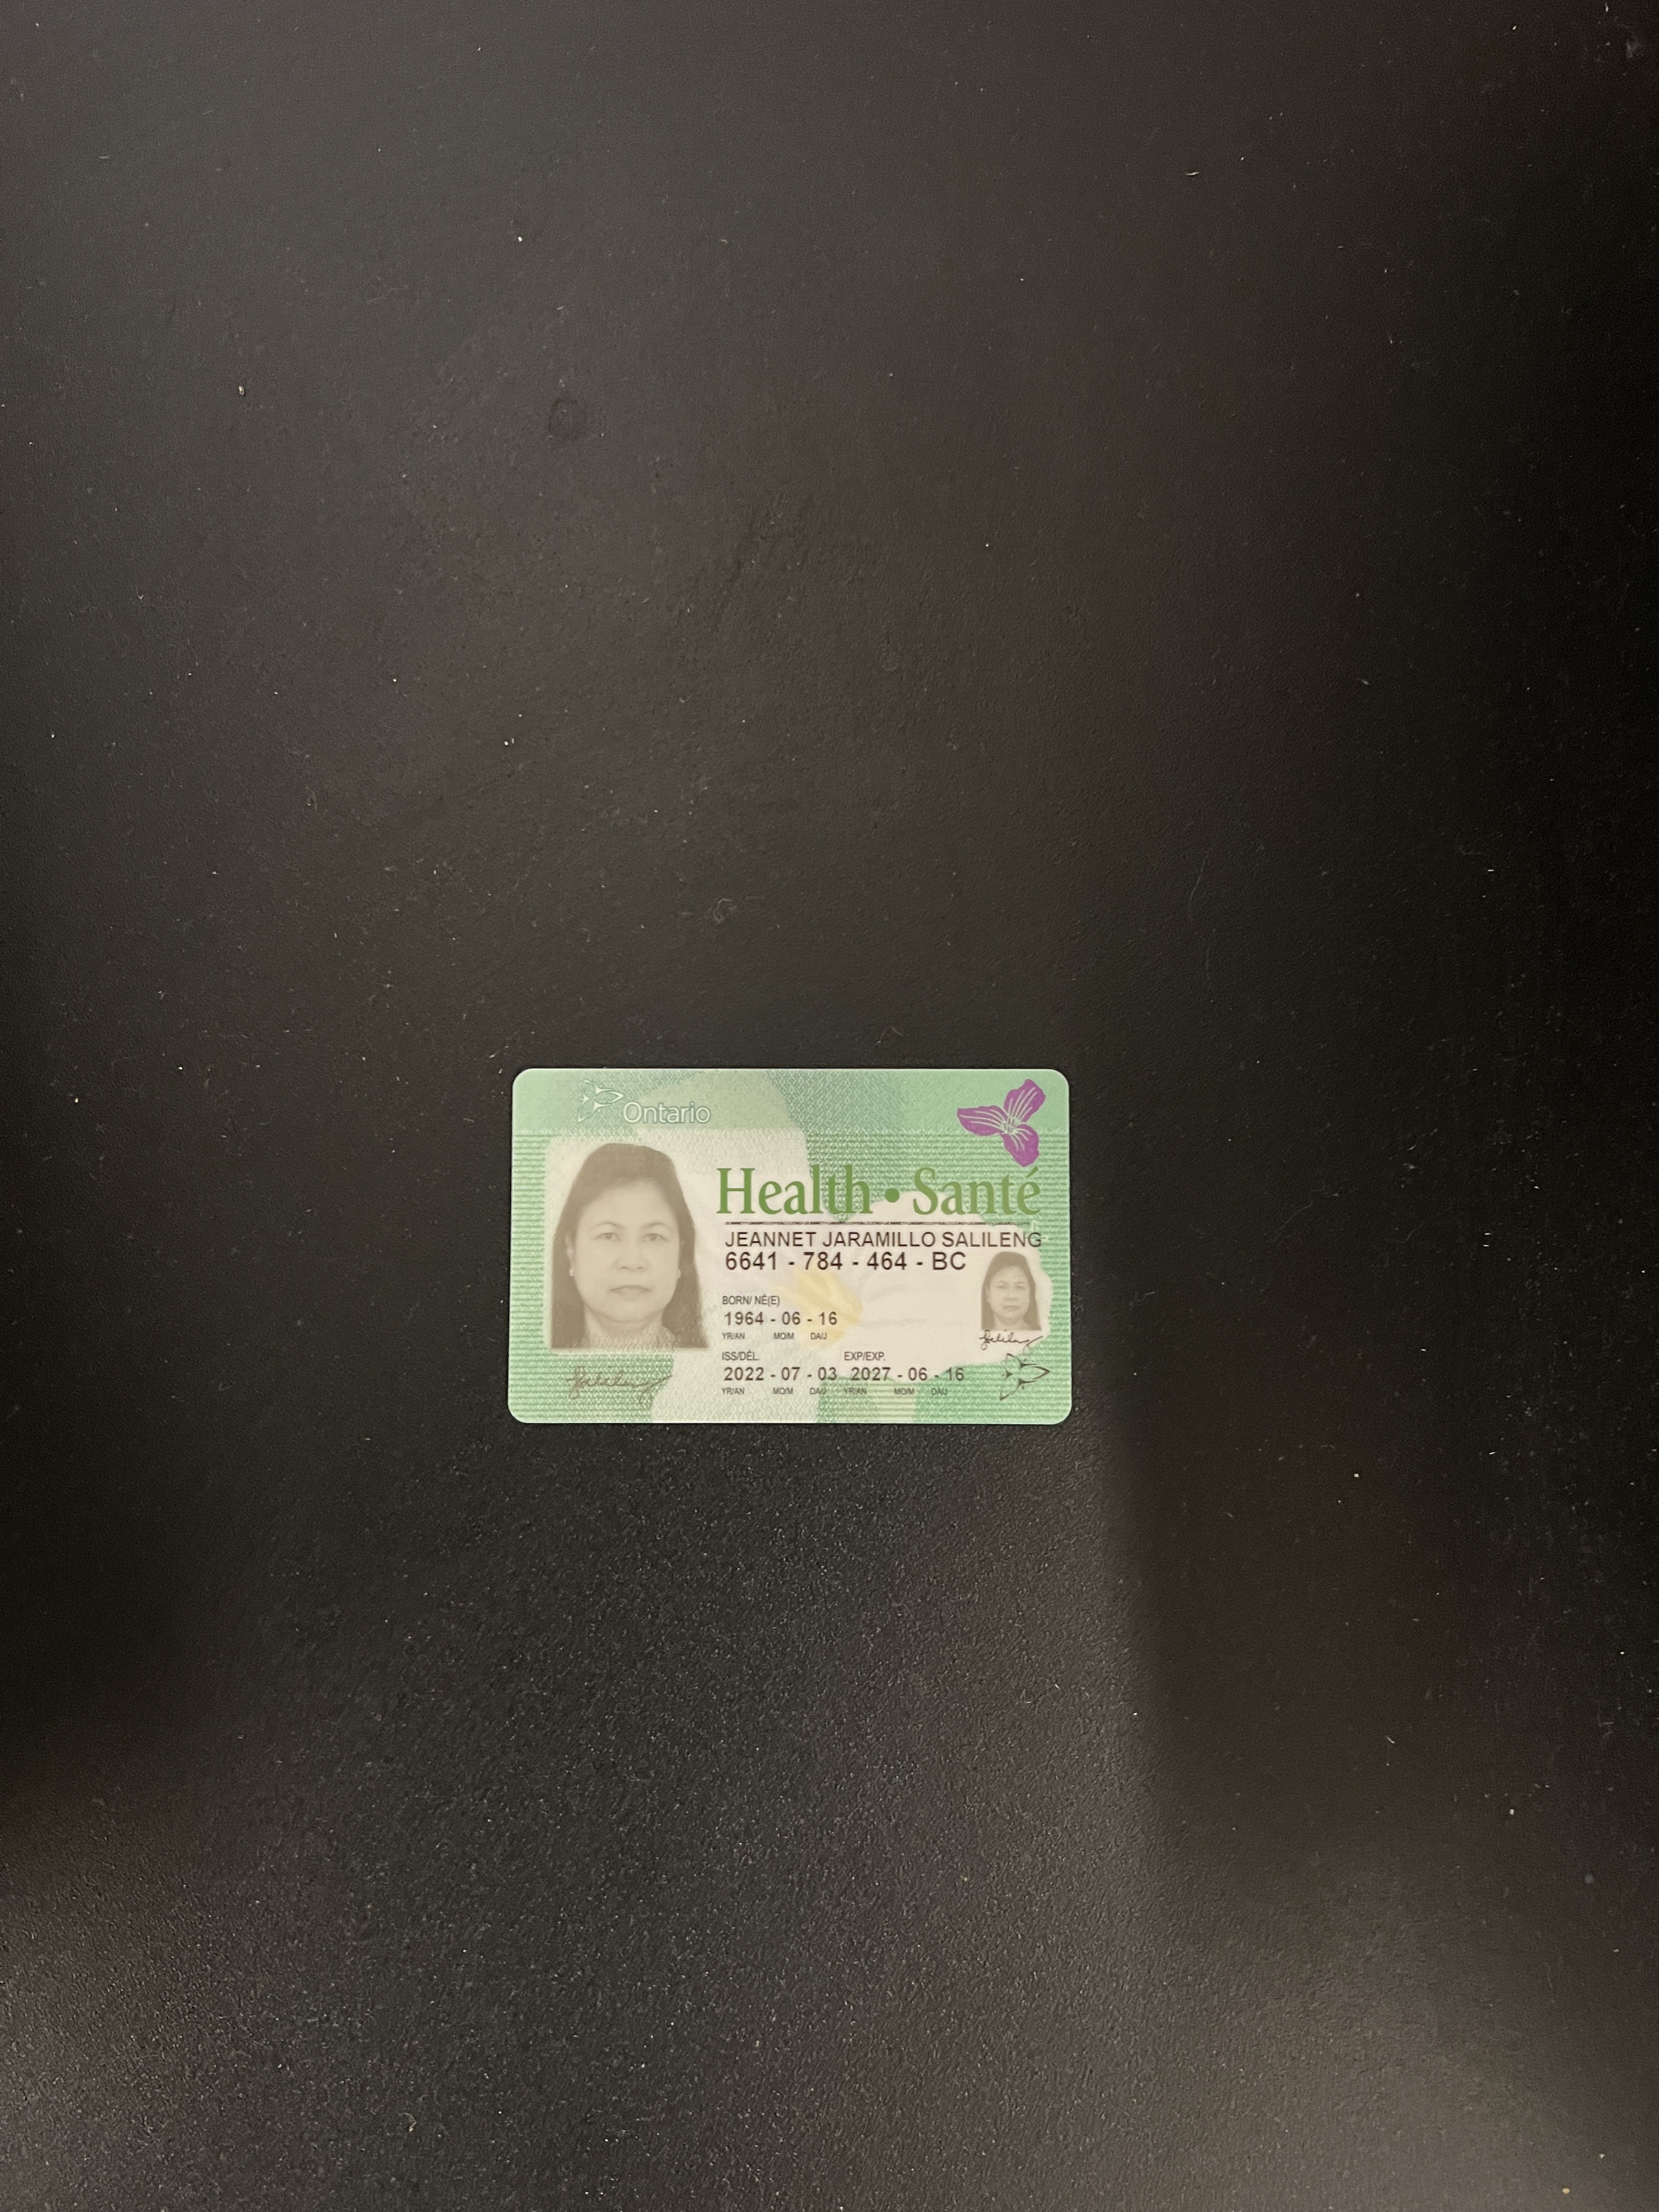 Ontario
Health • Santé
JEANNET JARAMILLO SALILENG
6641 - 784 - 464 - BC
BORN/ NÉ(E)
1964 - 06 - 16
YR/AN MO/M DA/J
ISS/DÉL. EXP/EXP.
2022 - 07 - 03 2027 - 06 - 16
YR/AN MO/M DA/J YR/AN MO/M DA/J